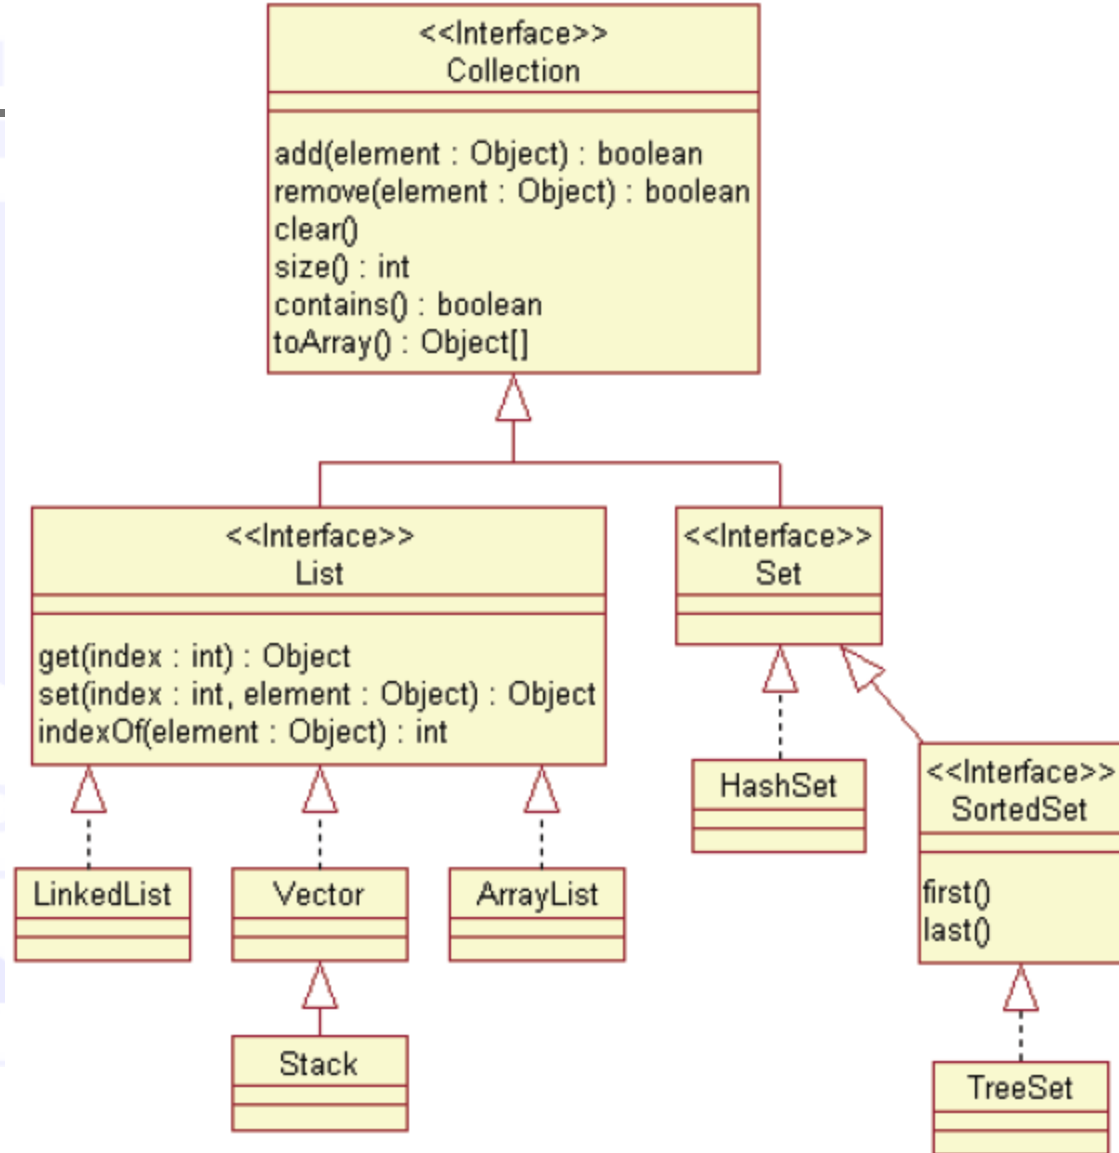 <<Interface>>
Collection
add(element : Object) : boolean
remove(element : Object) : boolean
clear()
size() : int
contains() : boolean
toArray() : Object[]
<<Interface>>
List
get(index : int) : Object
set(index : int, element : Object) : Object
indexOf(element : Object) : int
<<Interface>>
Set
HashSet
<<Interface>>
SortedSet
first()
last()
LinkedList
Vector
ArrayList
Stack
TreeSet